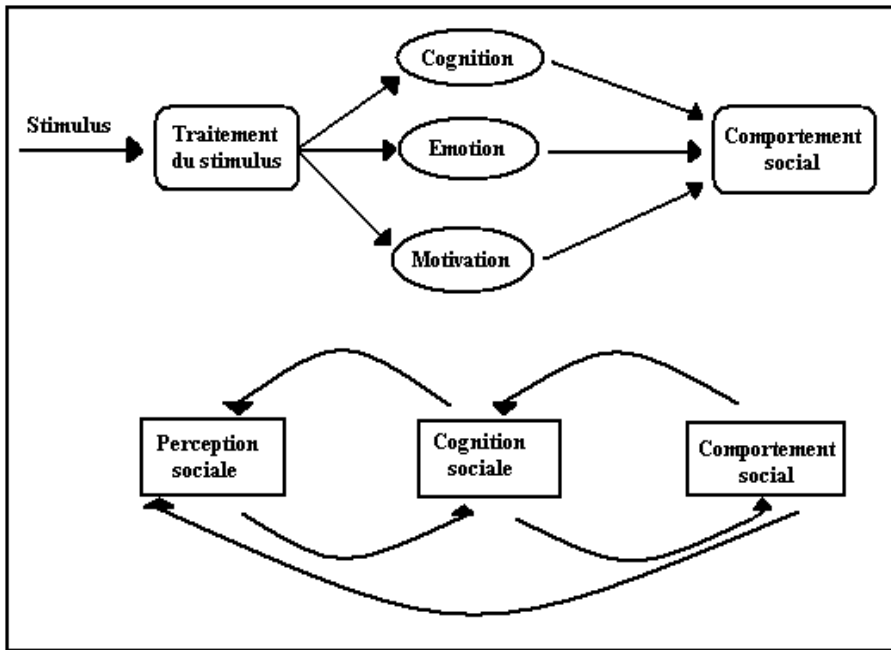 Cognition
Stimulus
Traitement
du stimulus
Emotion
Comportement
social
Motivation
Perception
sociale
Cognition
sociale
Comportement
social